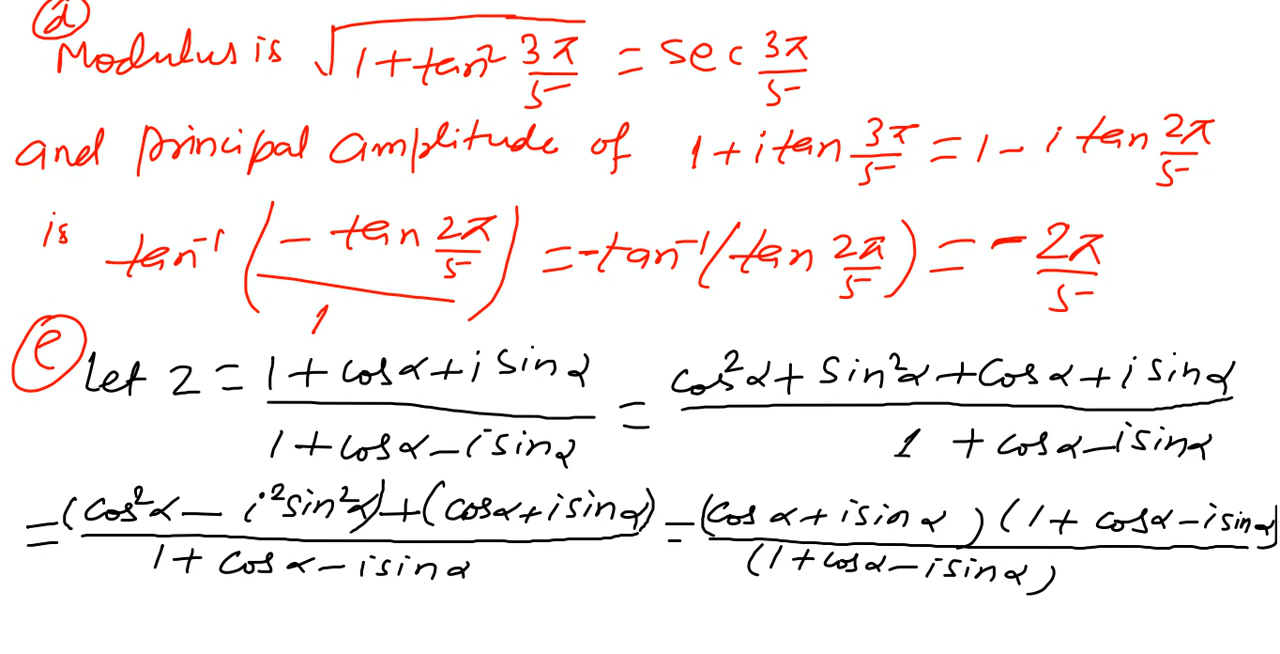 (d)
Modulus is √(1+tan² 3π/5) = sec 3π/5
and principal amplitude of 1+i tan 3π/5 = 1 - i tan 2π/5
is tan⁻¹((- tan 2π/5)/1) = -tan⁻¹(tan 2π/5) = - 2π/5
(e) Let z = (1+cosα+i sinα)/(1+cosα-i sinα) = (cos²α+sin²α+cosα+i sinα)/(1+cosα-i sinα)
= ((cos²α - i²sin²α)+(cosα+i sinα))/(1+cosα-i sinα) = ((cosα+i sinα)(1+cosα-i sinα))/((1+cosα-i sinα))